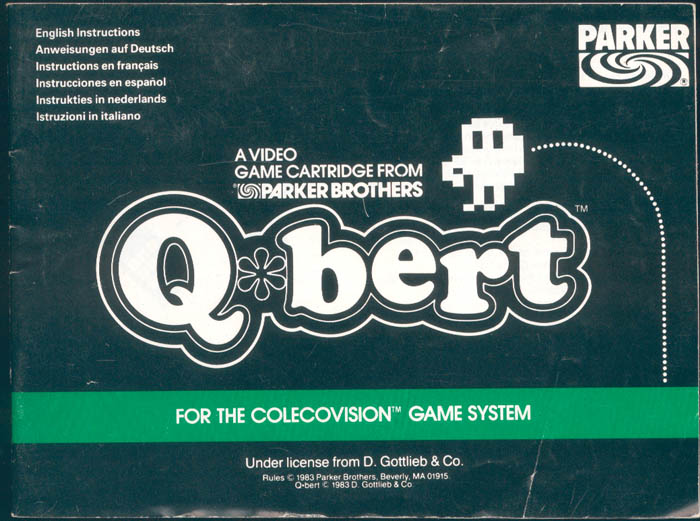 English Instructions
Anweisungen auf Deutsch
Instructions en français
Instrucciones en español
Instrukties in nederlands
Istruzioni in italiano
PARKER
®
A VIDEO
GAME CARTRIDGE FROM
PARKER BROTHERS
Q*bert™
FOR THE COLECOVISION™ GAME SYSTEM
Under license from D. Gottlieb & Co.
Rules © 1983 Parker Brothers, Beverly, MA 01915
Q•bert © 1983 D. Gottlieb & Co.